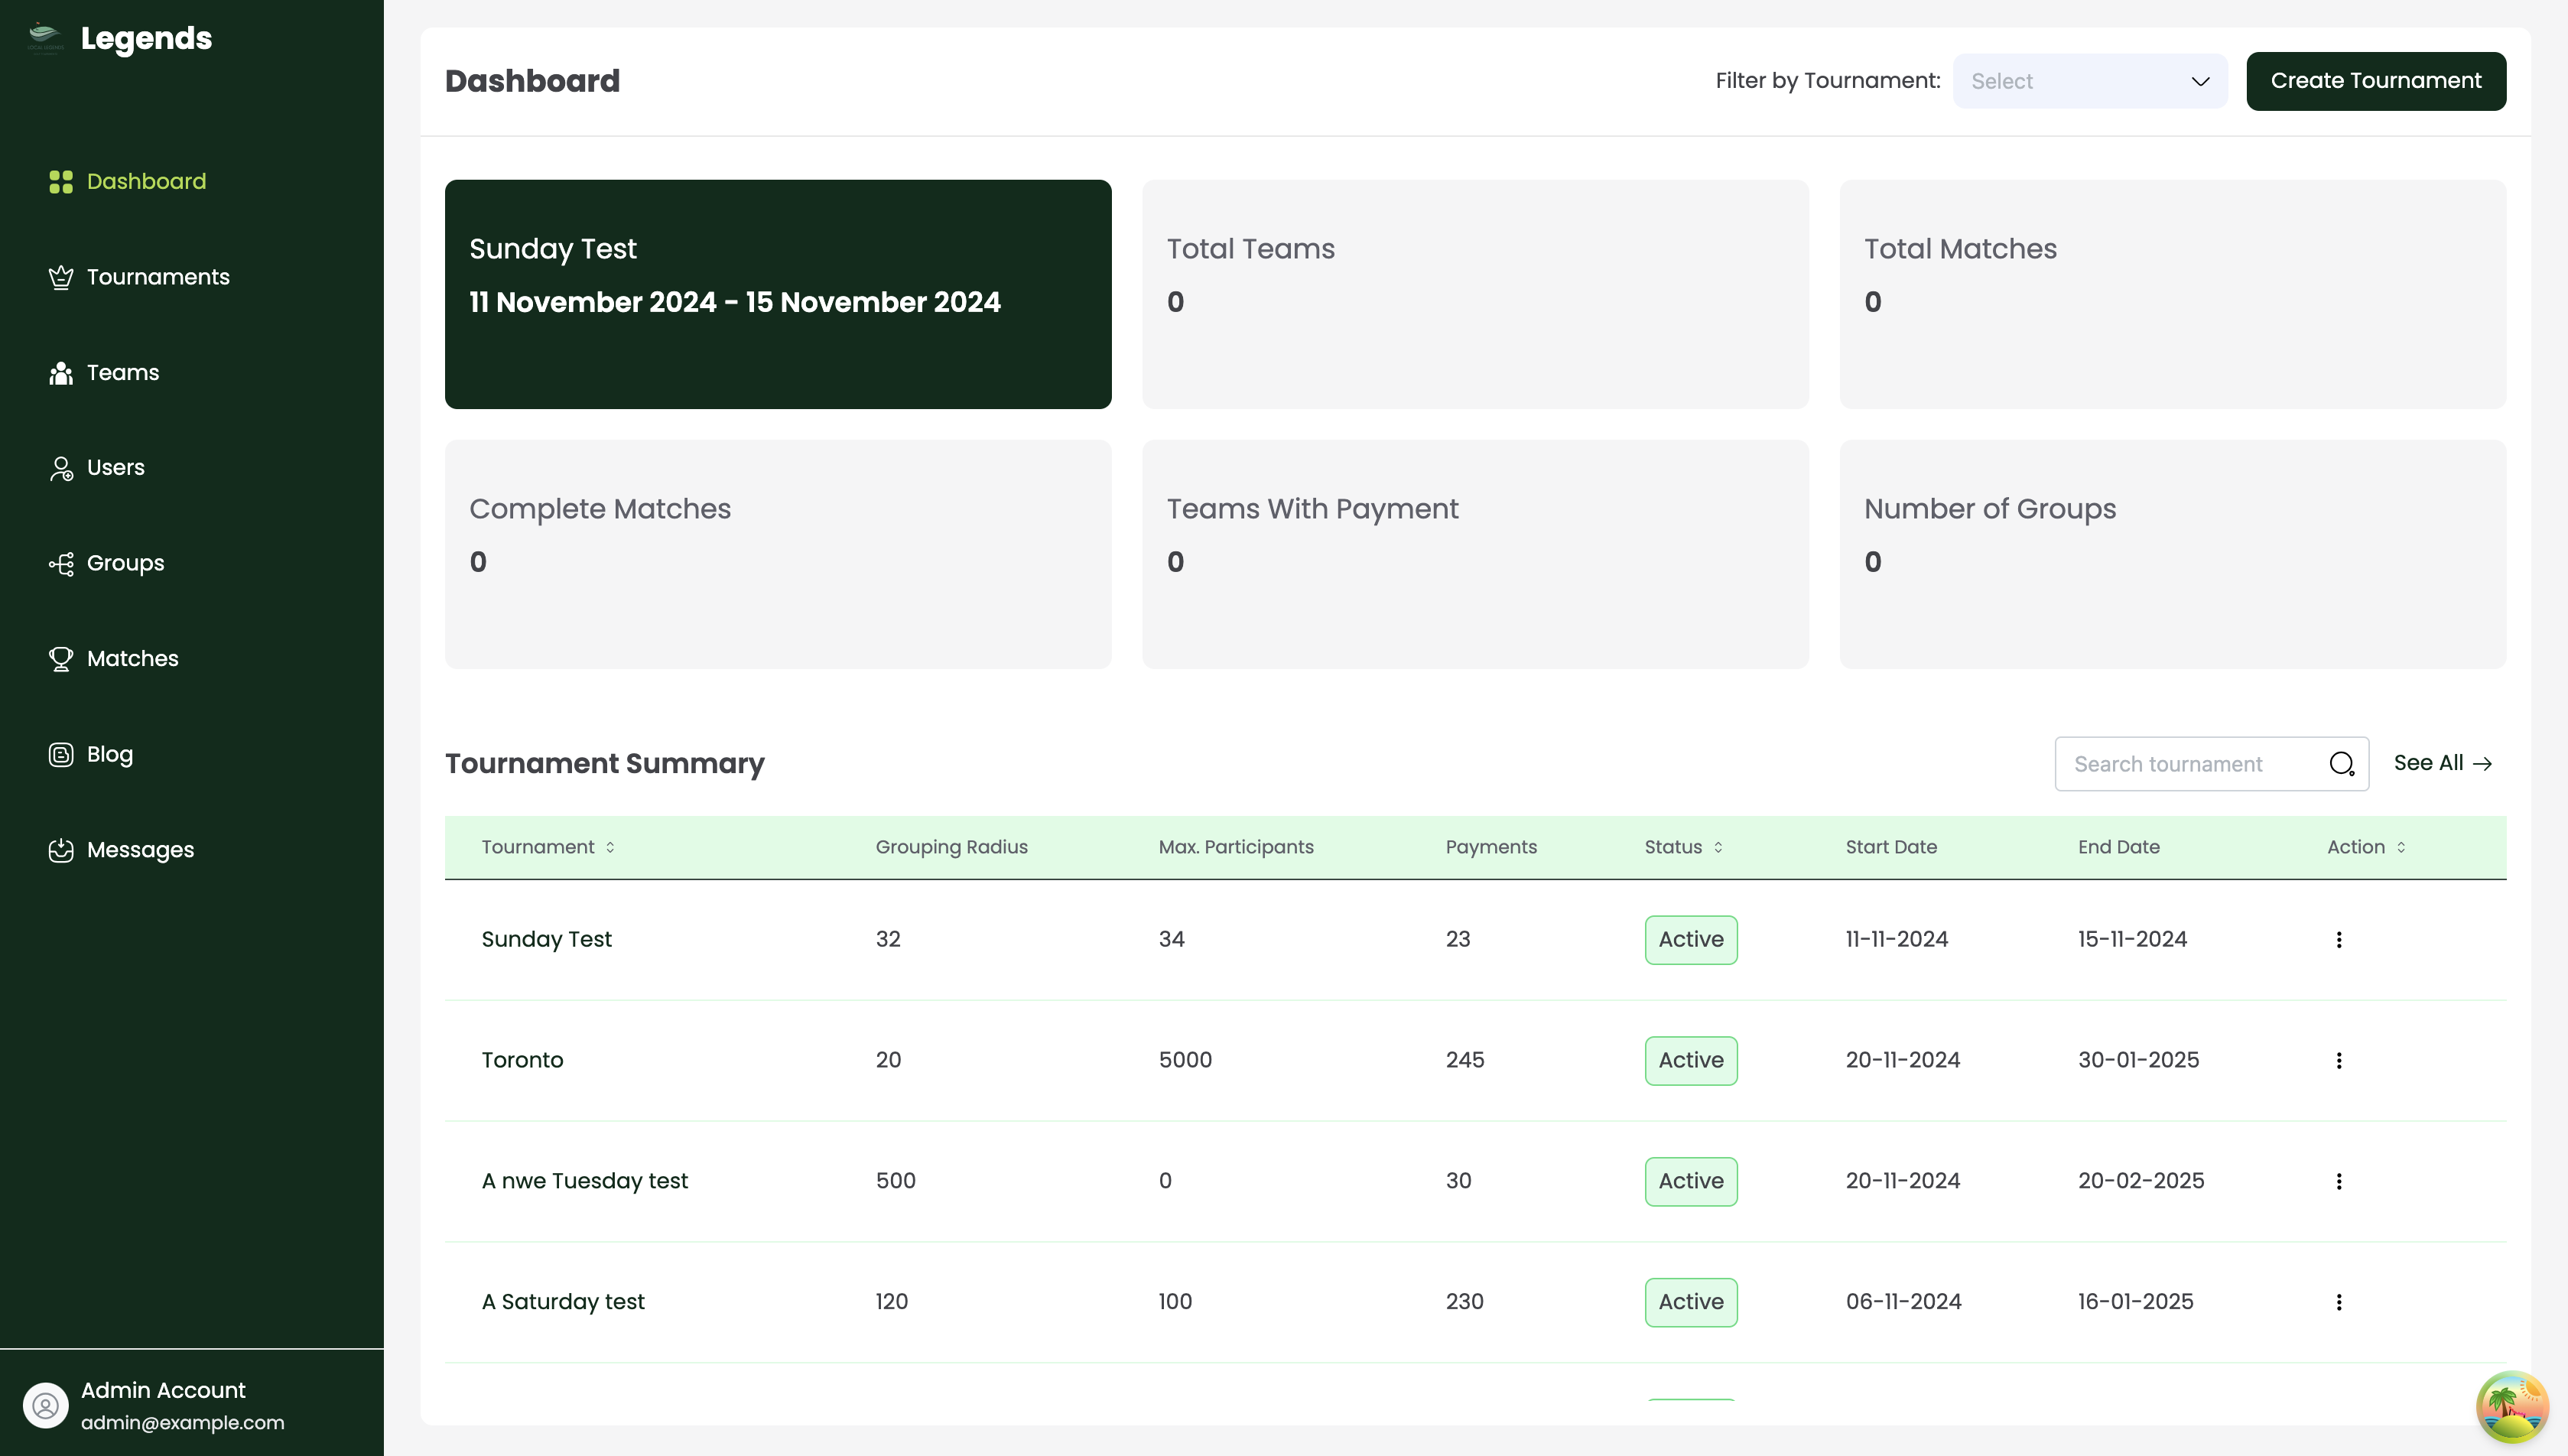 Legends
Dashboard
Tournaments
Teams
Users
Groups
Matches
Blog
Messages
Admin Account
admin@example.com
Dashboard
Filter by Tournament:
Select
Create Tournament
Sunday Test
11 November 2024 - 15 November 2024
Total Teams
0
Total Matches
0
Complete Matches
0
Teams With Payment
0
Number of Groups
0
Tournament Summary
Search tournament
See All →
Tournament Grouping Radius Max. Participants Payments Status Start Date End Date Action
Sunday Test 32 34 23 Active 11-11-2024 15-11-2024
Toronto 20 5000 245 Active 20-11-2024 30-01-2025
A nwe Tuesday test 500 0 30 Active 20-11-2024 20-02-2025
A Saturday test 120 100 230 Active 06-11-2024 16-01-2025